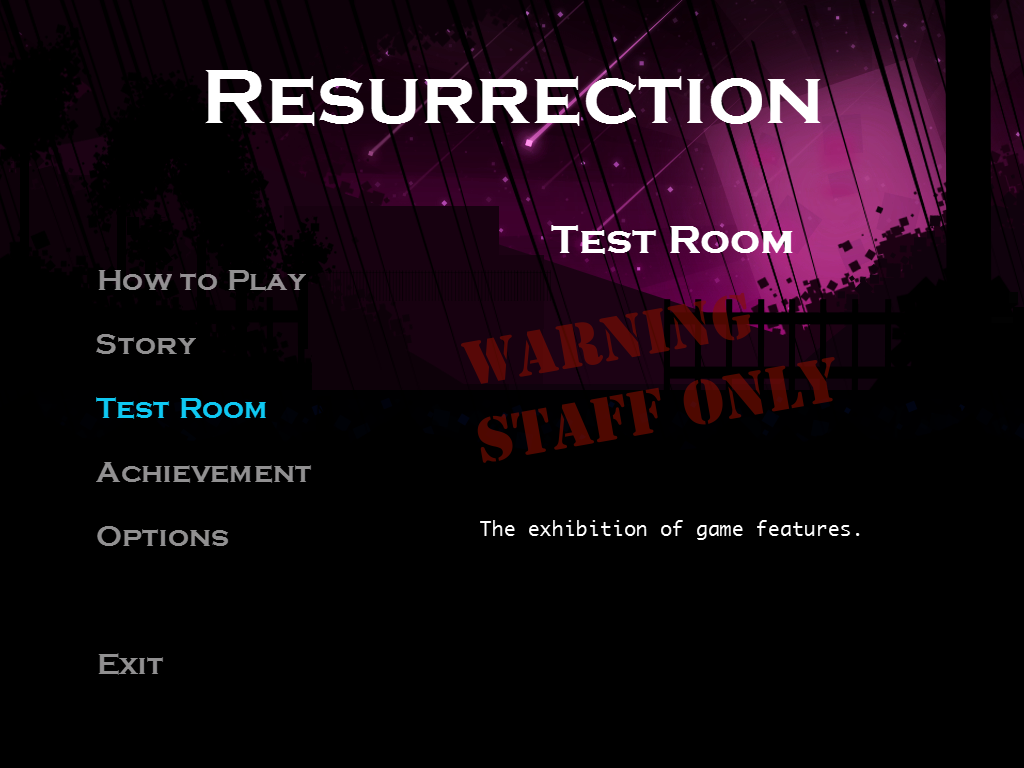 Resurrection
How to Play
Story
Test Room
Achievement
Options
Exit
Test Room
WARNING
STAFF ONLY
The exhibition of game features.